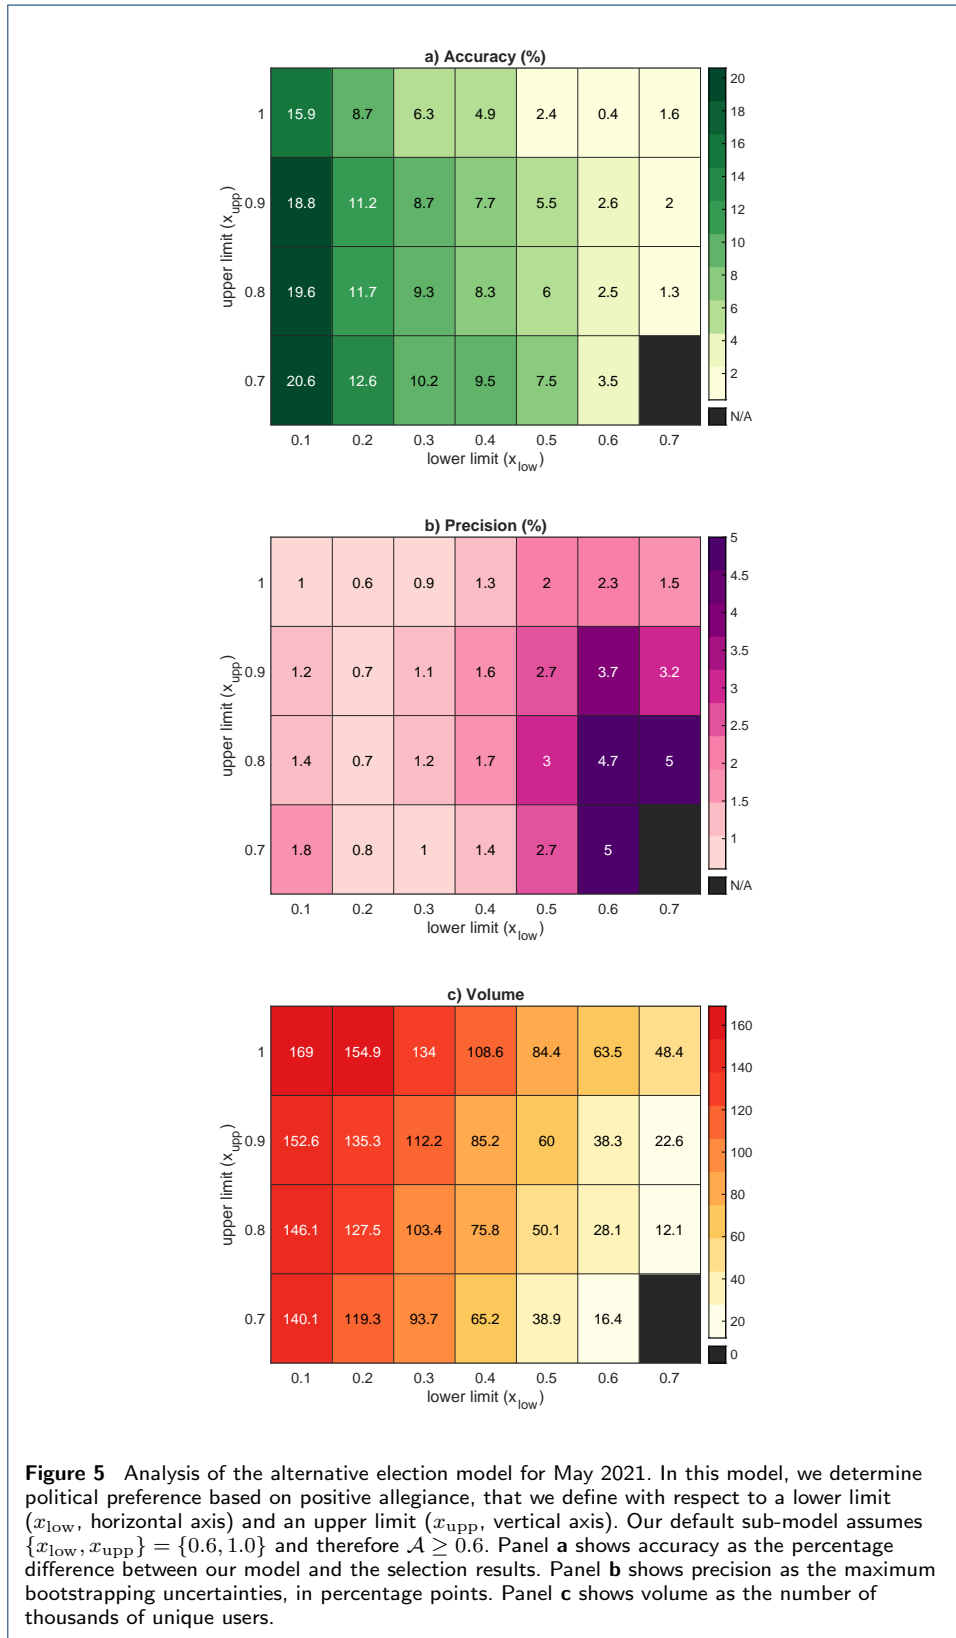 a) Accuracy (%)
upper limit (x_upp)
1 15.9 8.7 6.3 4.9 2.4 0.4 1.6
0.9 18.8 11.2 8.7 7.7 5.5 2.6 2
0.8 19.6 11.7 9.3 8.3 6 2.5 1.3
0.7 20.6 12.6 10.2 9.5 7.5 3.5
0.1 0.2 0.3 0.4 0.5 0.6 0.7
lower limit (x_low)
20
18
16
14
12
10
8
6
4
2
N/A
b) Precision (%)
upper limit (x_upp)
1 1 0.6 0.9 1.3 2 2.3 1.5
0.9 1.2 0.7 1.1 1.6 2.7 3.7 3.2
0.8 1.4 0.7 1.2 1.7 3 4.7 5
0.7 1.8 0.8 1 1.4 2.7 5
0.1 0.2 0.3 0.4 0.5 0.6 0.7
lower limit (x_low)
5
4.5
4
3.5
3
2.5
2
1.5
1
N/A
c) Volume
upper limit (x_upp)
1 169 154.9 134 108.6 84.4 63.5 48.4
0.9 152.6 135.3 112.2 85.2 60 38.3 22.6
0.8 146.1 127.5 103.4 75.8 50.1 28.1 12.1
0.7 140.1 119.3 93.7 65.2 38.9 16.4
0.1 0.2 0.3 0.4 0.5 0.6 0.7
lower limit (x_low)
160
140
120
100
80
60
40
20
0
Figure 5 Analysis of the alternative election model for May 2021. In this model, we determine
political preference based on positive allegiance, that we define with respect to a lower limit
(x_low, horizontal axis) and an upper limit (x_upp, vertical axis). Our default sub-model assumes
{x_low, x_upp} = {0.6, 1.0} and therefore 𝒜 ≥ 0.6. Panel a shows accuracy as the percentage
difference between our model and the selection results. Panel b shows precision as the maximum
bootstrapping uncertainties, in percentage points. Panel c shows volume as the number of
thousands of unique users.